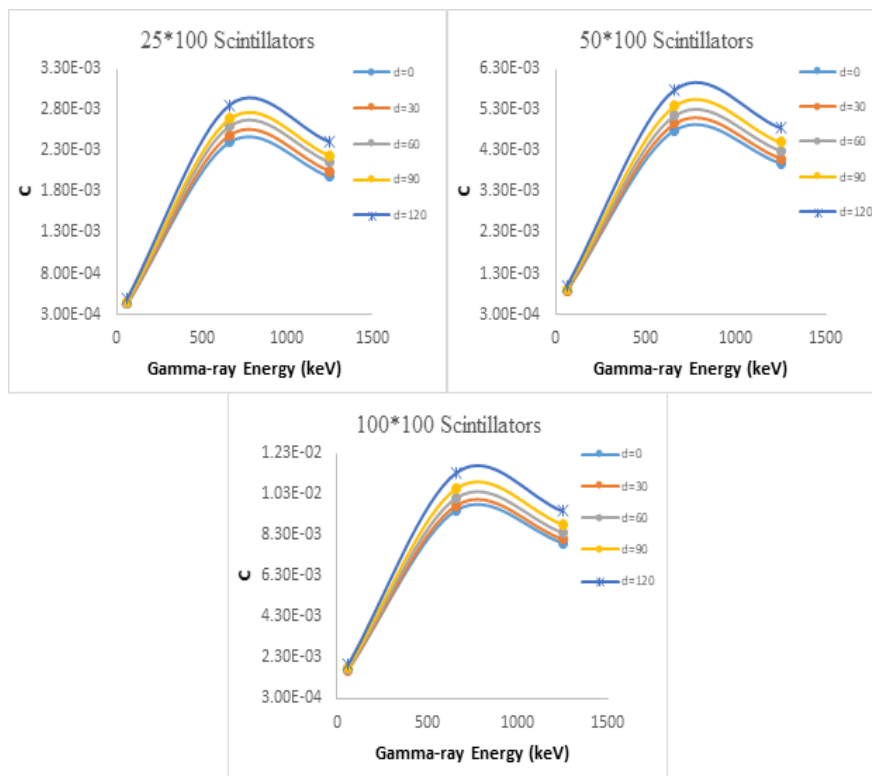 25*100 Scintillators
3.30E-03
2.80E-03
2.30E-03
1.80E-03
1.30E-03
8.00E-04
3.00E-04
C
0 500 1000 1500
Gamma-ray Energy (keV)
d=0
d=30
d=60
d=90
d=120
50*100 Scintillators
6.30E-03
5.30E-03
4.30E-03
3.30E-03
2.30E-03
1.30E-03
3.00E-04
C
0 500 1000 1500
Gamma-ray Energy (keV)
d=0
d=30
d=60
d=90
d=120
100*100 Scintillators
1.23E-02
1.03E-02
8.30E-03
6.30E-03
4.30E-03
2.30E-03
3.00E-04
C
0 500 1000 1500
Gamma-ray Energy (keV)
d=0
d=30
d=60
d=90
d=120